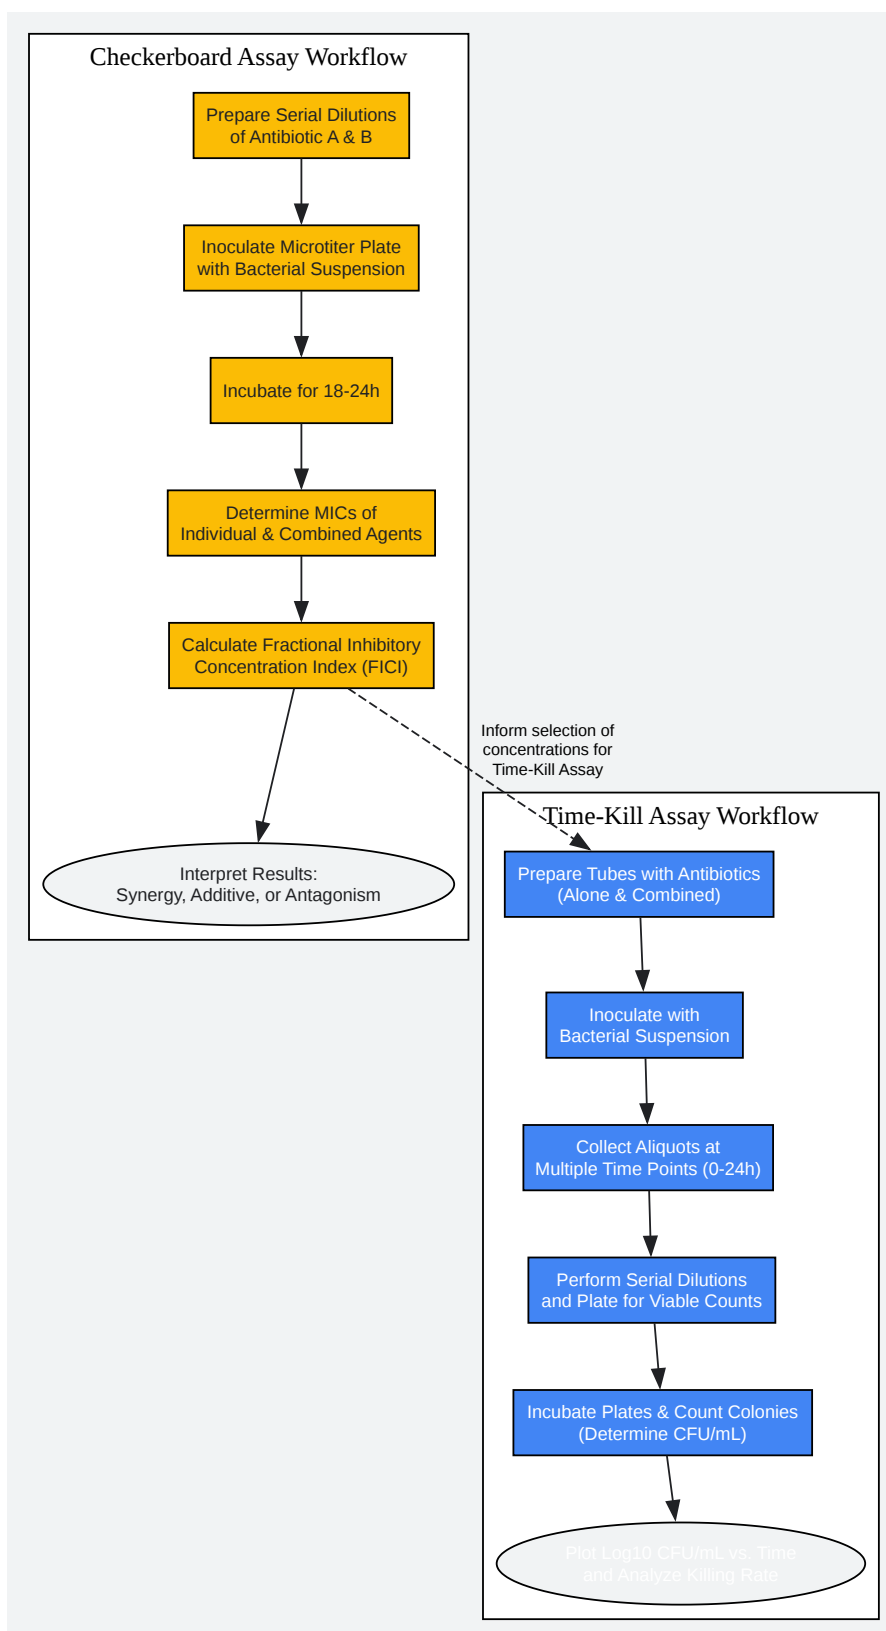 Checkerboard Assay Workflow
Prepare Serial Dilutions
of Antibiotic A & B
Inoculate Microtiter Plate
with Bacterial Suspension
Incubate for 18-24h
Determine MICs of
Individual & Combined Agents
Calculate Fractional Inhibitory
Concentration Index (FICI)
Inform selection of
concentrations for
Time-Kill Assay
Interpret Results:
Synergy, Additive, or Antagonism
Time-Kill Assay Workflow
Prepare Tubes with Antibiotics
(Alone & Combined)
Inoculate with
Bacterial Suspension
Collect Aliquots at
Multiple Time Points (0-24h)
Perform Serial Dilutions
and Plate for Viable Counts
Incubate Plates & Count Colonies
(Determine CFU/mL)
Plot Log10 CFU/mL vs. Time
and Analyze Killing Rate